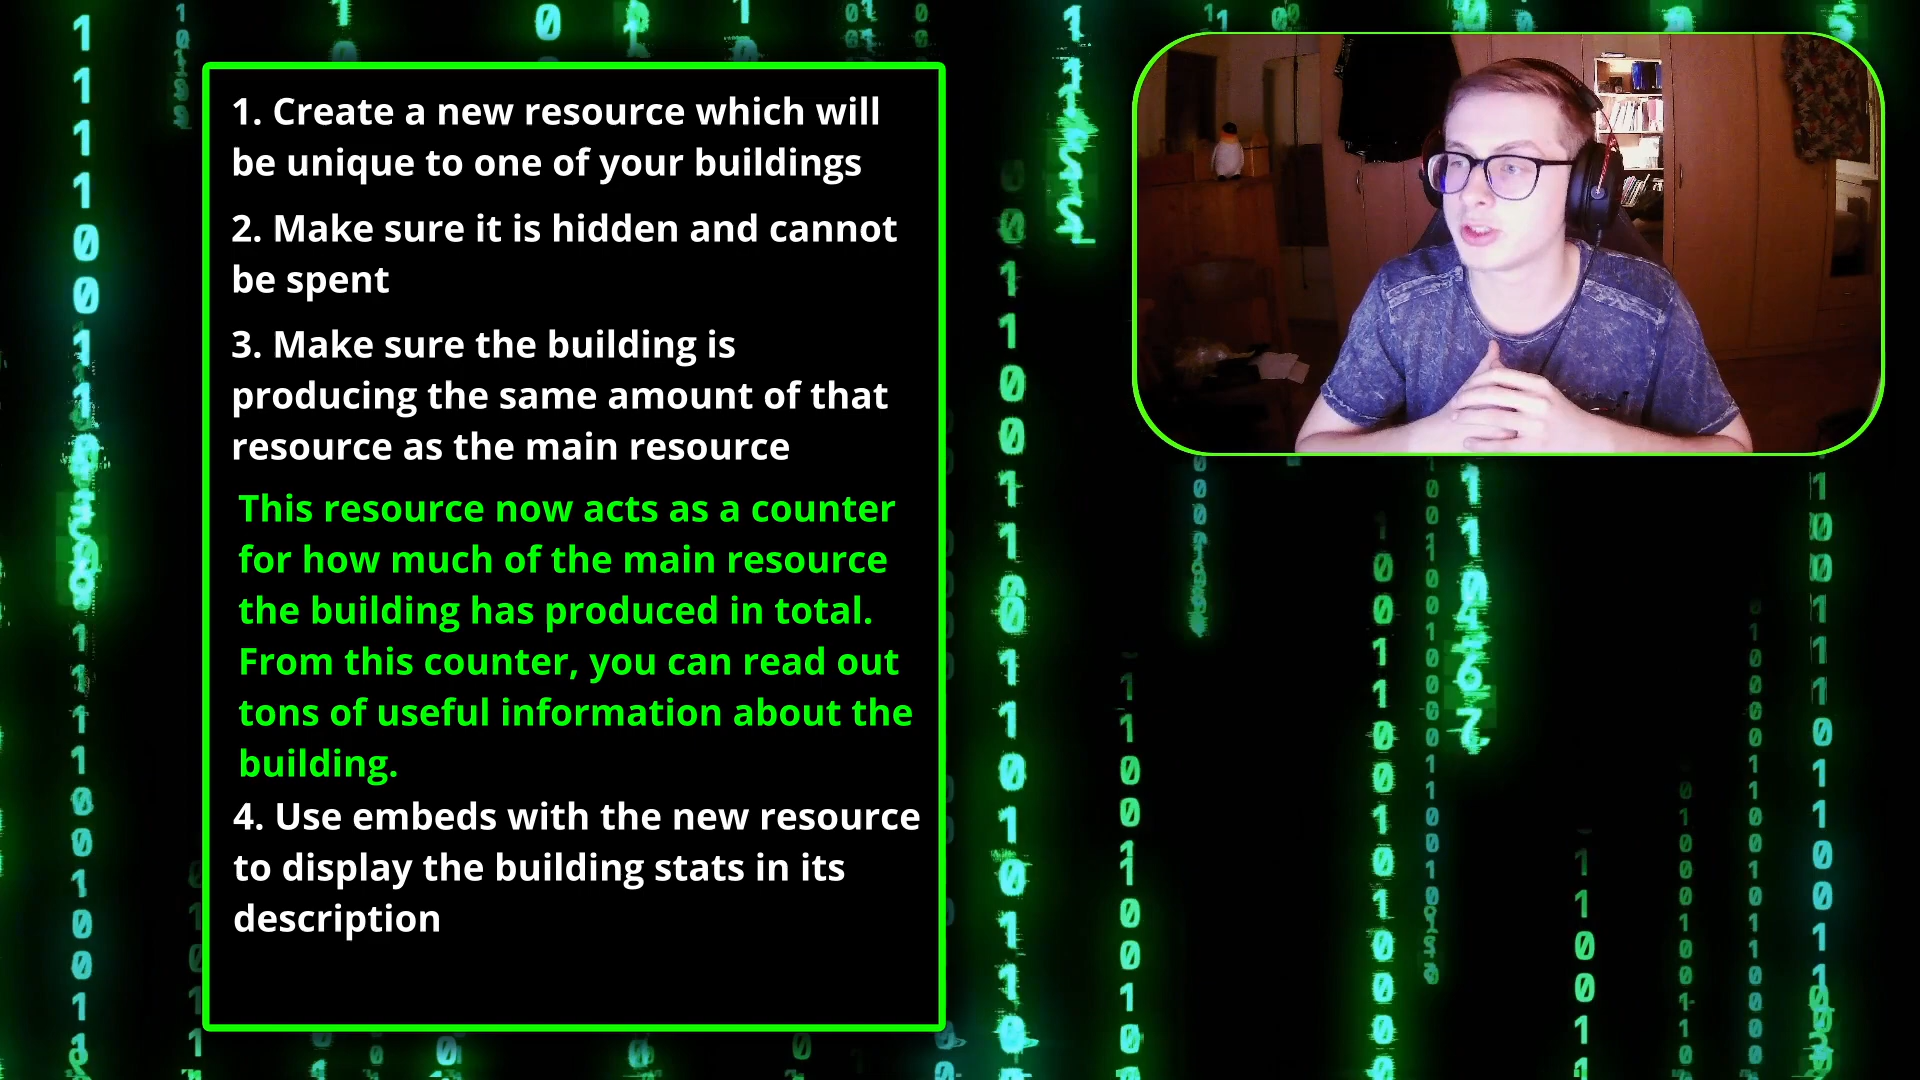 1. Create a new resource which will
be unique to one of your buildings
2. Make sure it is hidden and cannot
be spent
3. Make sure the building is
producing the same amount of that
resource as the main resource
This resource now acts as a counter
for how much of the main resource
the building has produced in total.
From this counter, you can read out
tons of useful information about the
building.
4. Use embeds with the new resource
to display the building stats in its
description